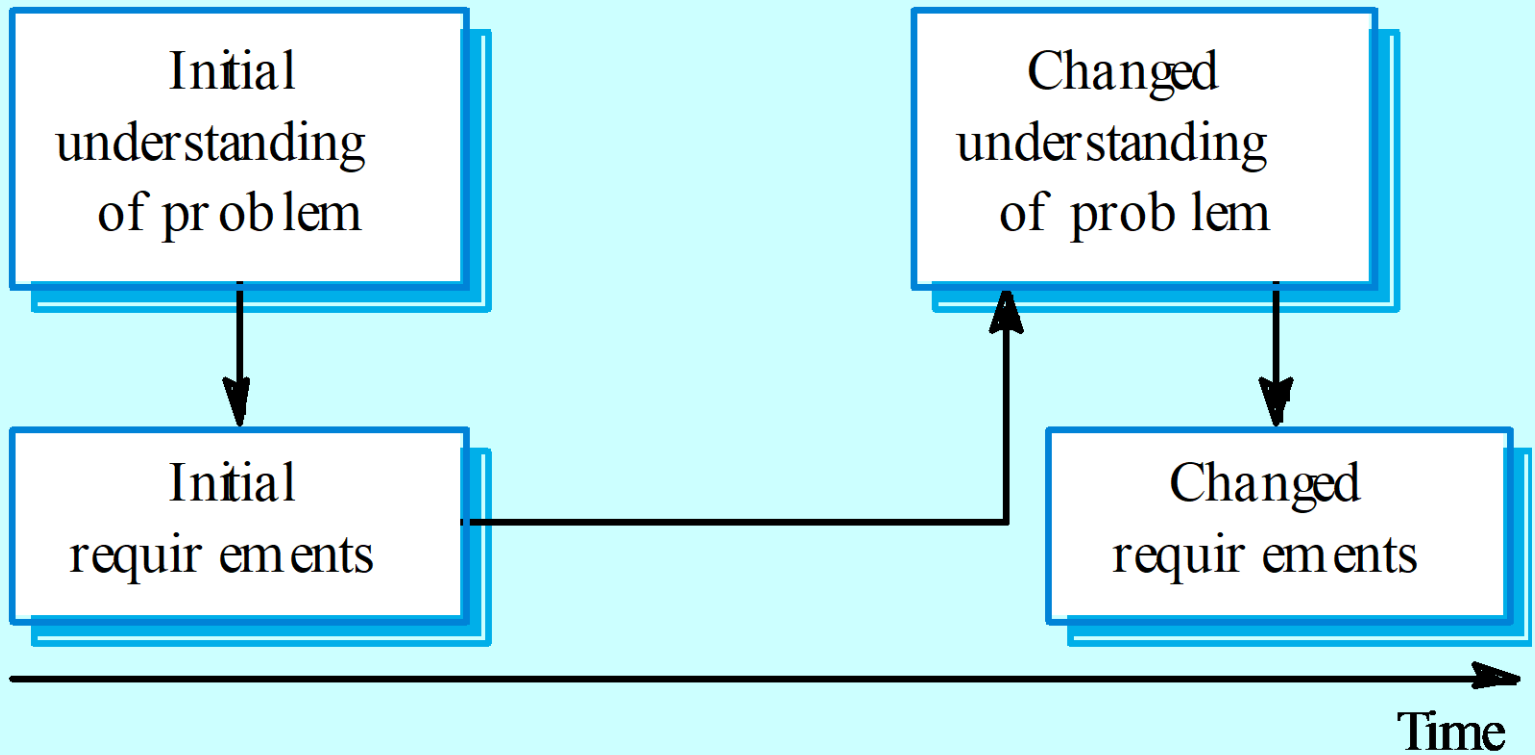 Initial
understanding
of problem
Changed
understanding
of problem
Initial
requirements
Changed
requirements
Time